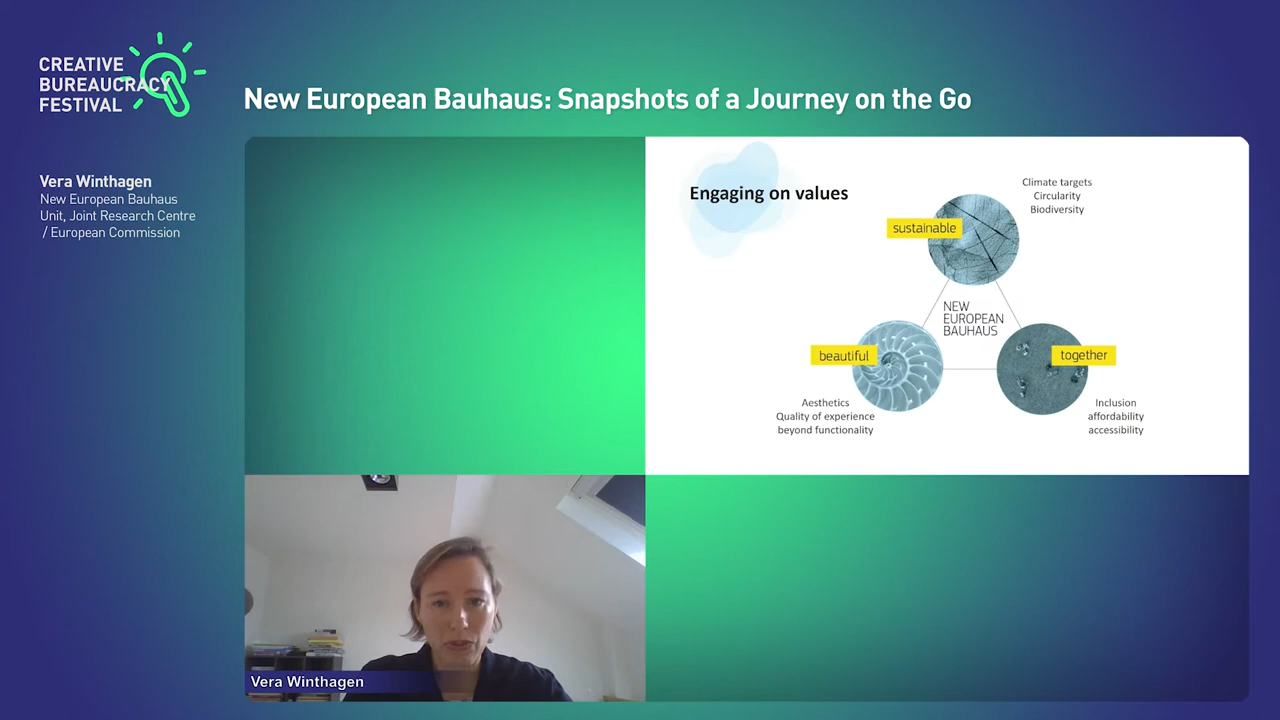 CREATIVE
BUREAUCRACY
FESTIVAL
New European Bauhaus: Snapshots of a Journey on the Go
Vera Winthagen
New European Bauhaus
Unit, Joint Research Centre
/ European Commission
Engaging on values
Climate targets
Circularity
Biodiversity
sustainable
NEW
EUROPEAN
BAUHAUS
beautiful
together
Aesthetics
Quality of experience
beyond functionality
Inclusion
affordability
accessibility
Vera Winthagen